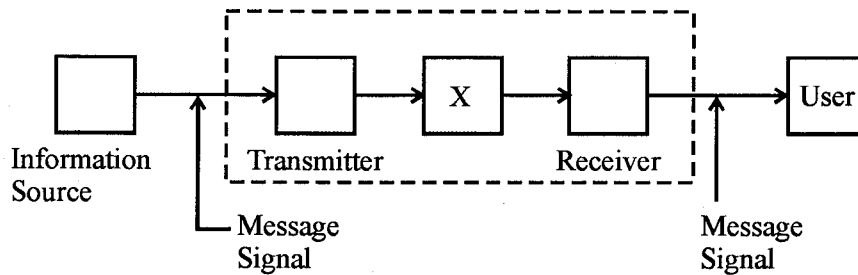 X
User
Information
Source
Transmitter
Receiver
Message
Signal
Message
Signal